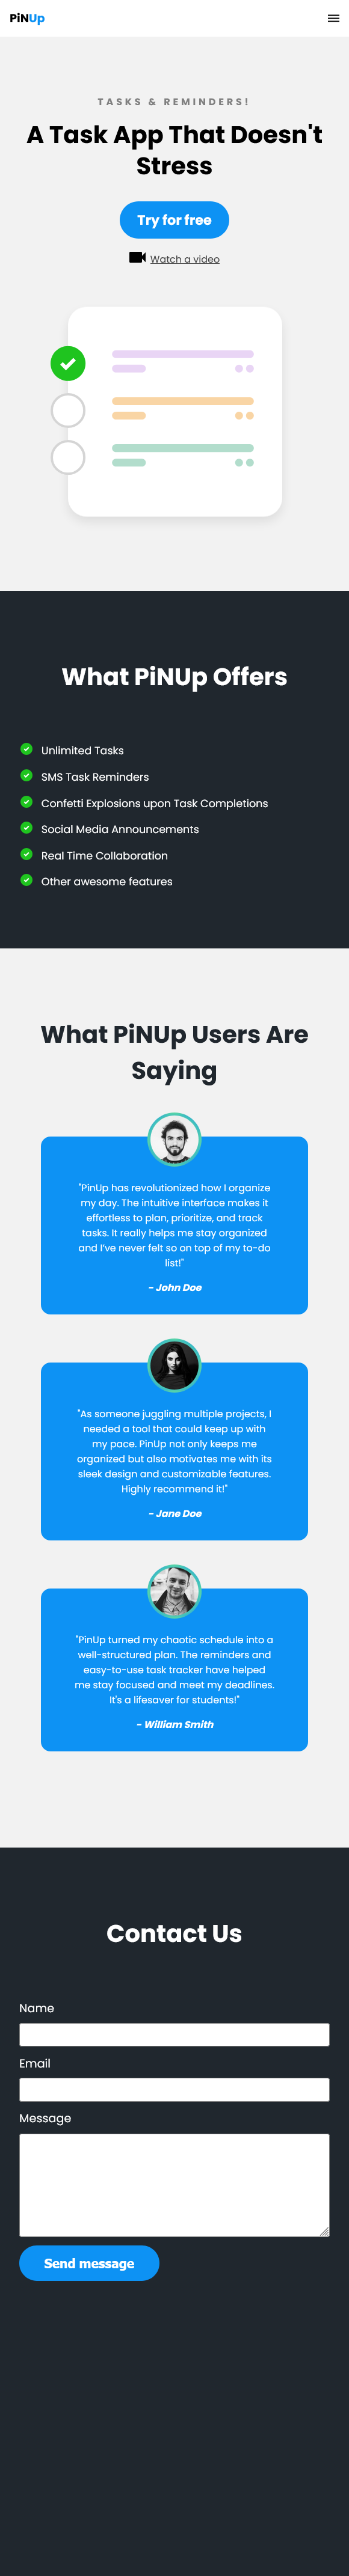 PiNUp
TASKS & REMINDERS!
A Task App That Doesn't
Stress
Try for free
Watch a video
What PiNUp Offers
Unlimited Tasks
SMS Task Reminders
Confetti Explosions upon Task Completions
Social Media Announcements
Real Time Collaboration
Other awesome features
What PiNUp Users Are
Saying
"PinUp has revolutionized how I organize
my day. The intuitive interface makes it
effortless to plan, prioritize, and track
tasks. It really helps me stay organized
and I've never felt so on top of my to-do
list!"
- John Doe
"As someone juggling multiple projects, I
needed a tool that could keep up with
my pace. PinUp not only keeps me
organized but also motivates me with its
sleek design and customizable features.
Highly recommend it!"
- Jane Doe
"PinUp turned my chaotic schedule into a
well-structured plan. The reminders and
easy-to-use task tracker have helped
me stay focused and meet my deadlines.
It's a lifesaver for students!"
- William Smith
Contact Us
Name
Email
Message
Send message